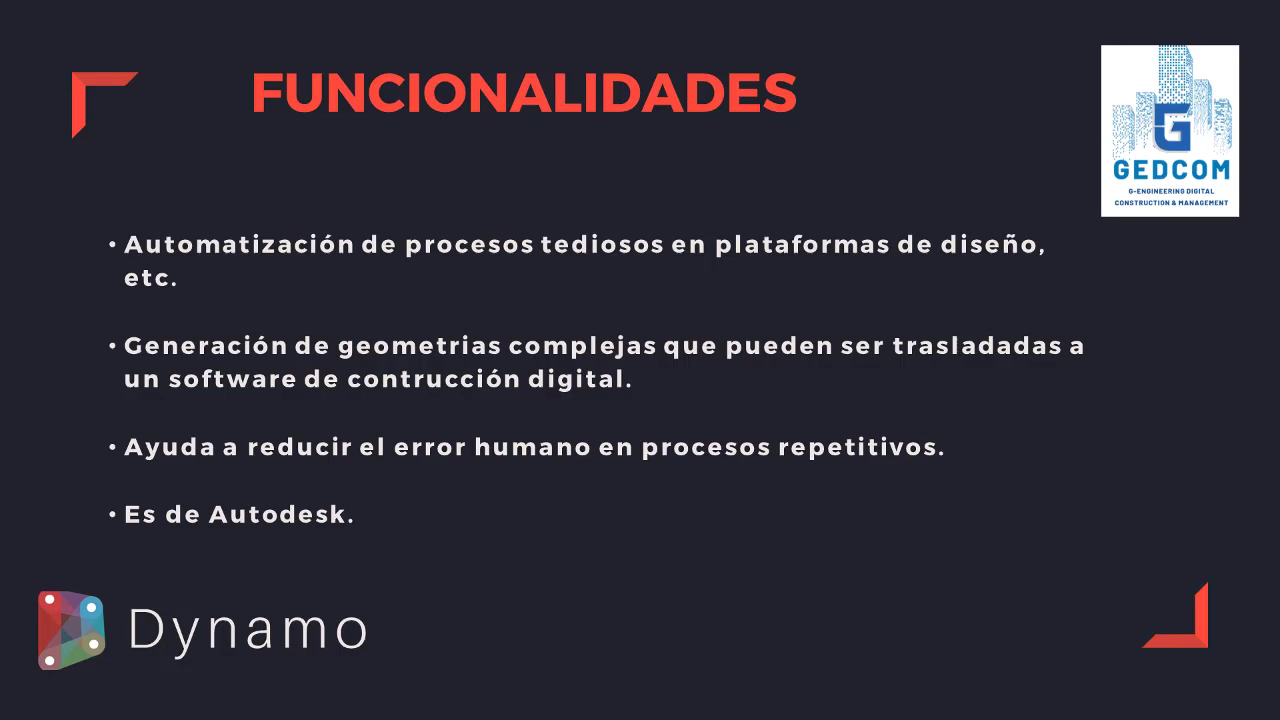 FUNCIONALIDADES
G
GEDCOM
G-ENGINEERING DIGITAL
CONSTRUCTION & MANAGEMENT
• Automatización de procesos tediosos en plataformas de diseño,
etc.
• Generación de geometrias complejas que pueden ser trasladadas a
un software de contrucción digital.
• Ayuda a reducir el error humano en procesos repetitivos.
• Es de Autodesk.
Dynamo